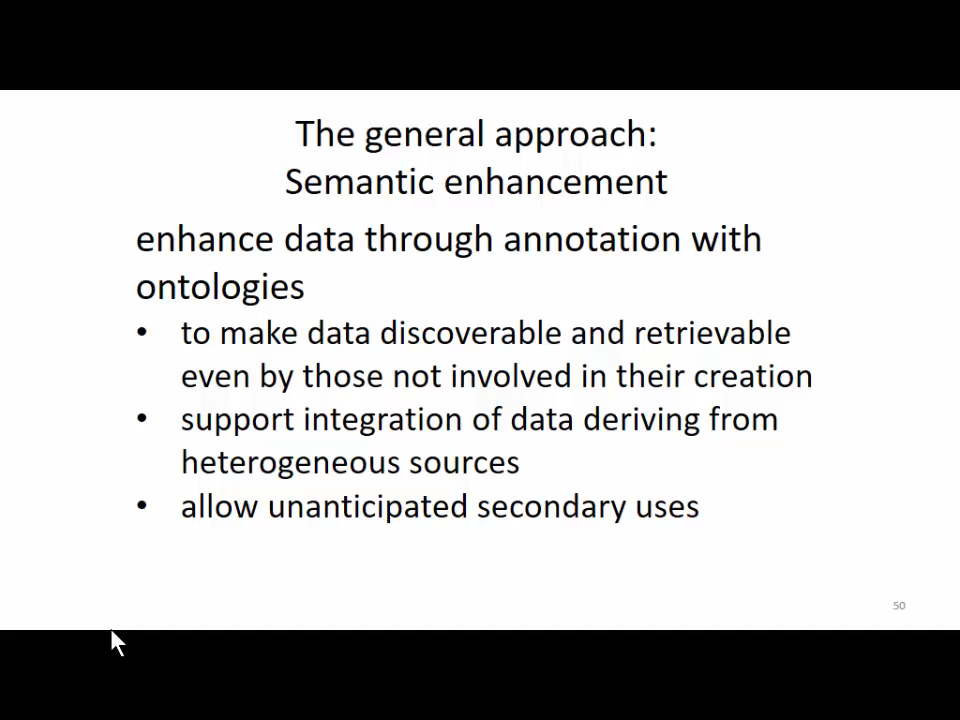 The general approach:
Semantic enhancement
enhance data through annotation with
ontologies
• to make data discoverable and retrievable
even by those not involved in their creation
• support integration of data deriving from
heterogeneous sources
• allow unanticipated secondary uses
50